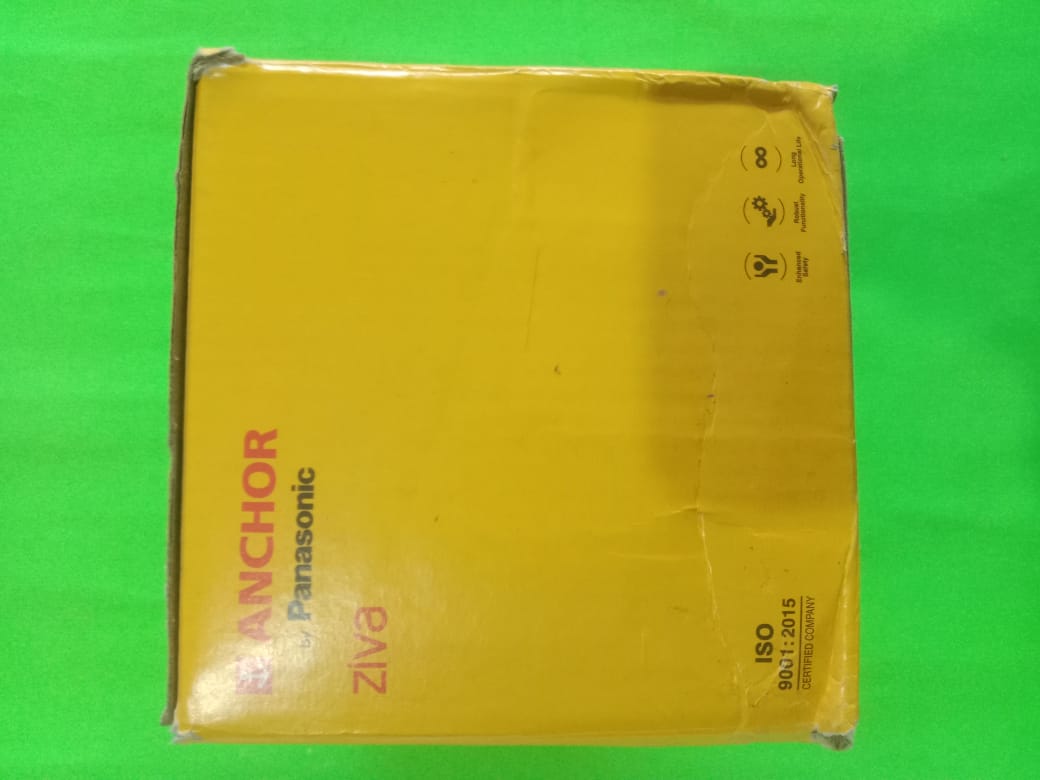 ANCHOR
by Panasonic
ziva
ISO
9001:2015
CERTIFIED COMPANY
Enhanced
Safety
Robust
Functionality
Long
Operational Life